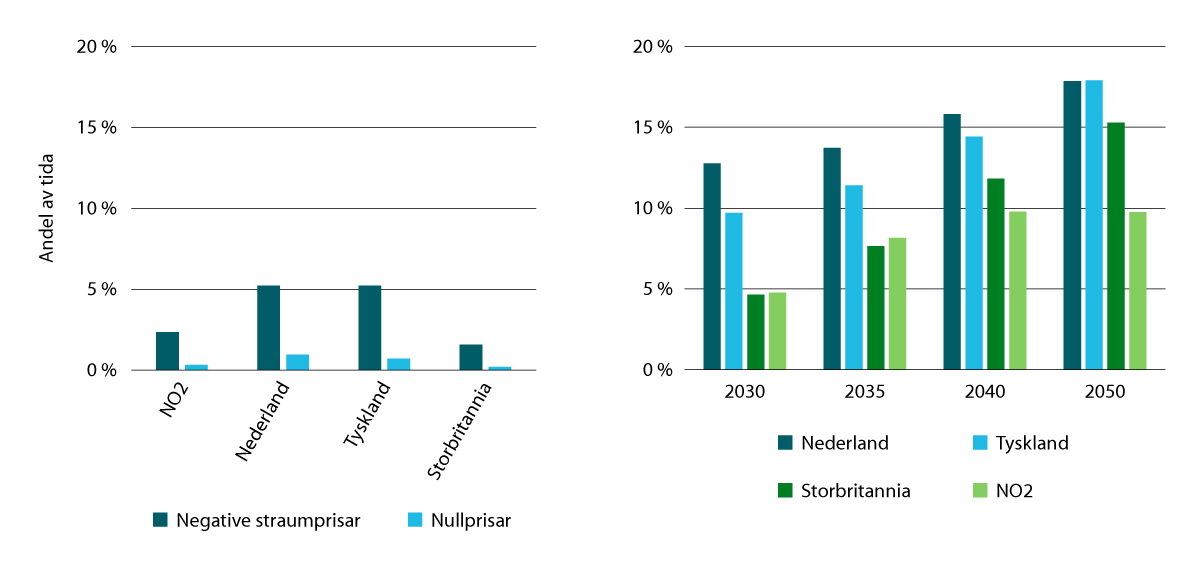 Andel av tida
20 %
15 %
10 %
5 %
0 %
NO2
Nederland
Tyskland
Storbritannia
Negative straumprisar
Nullprisar
20 %
15 %
10 %
5 %
0 %
2030
2035
2040
2050
Nederland
Tyskland
Storbritannia
NO2